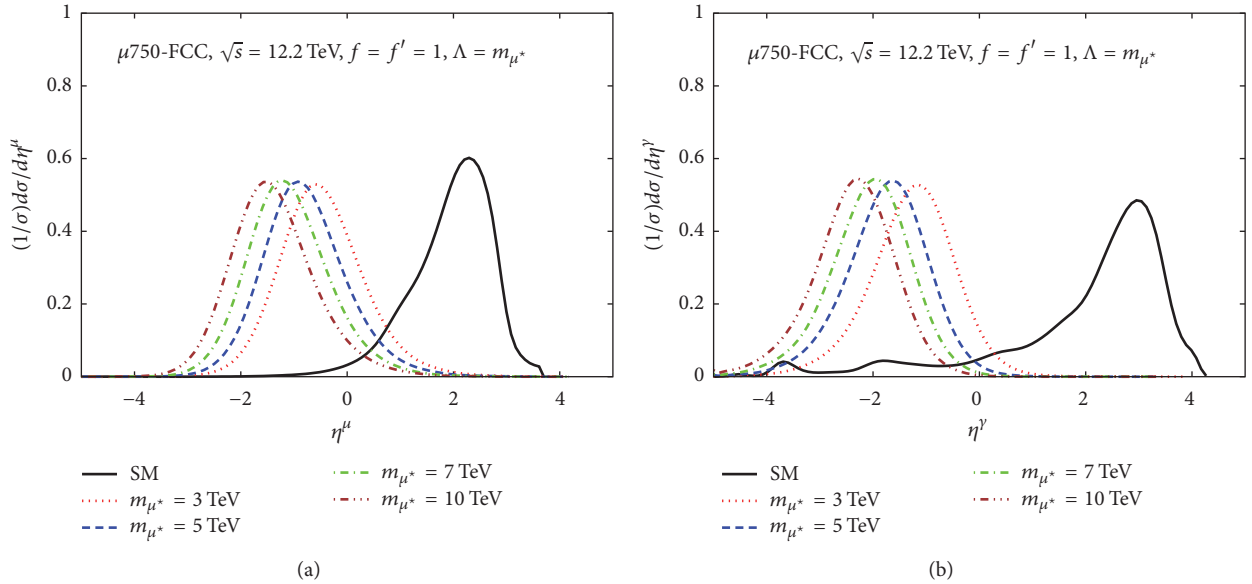 μ750-FCC, √s = 12.2 TeV, f = f′ = 1, Λ = m_μ⋆
(1/σ)dσ/dη^μ
1
0.8
0.6
0.4
0.2
0
−4 −2 0 2 4
η^μ
SM
m_μ⋆ = 3 TeV
m_μ⋆ = 5 TeV
m_μ⋆ = 7 TeV
m_μ⋆ = 10 TeV
(a)
μ750-FCC, √s = 12.2 TeV, f = f′ = 1, Λ = m_μ⋆
(1/σ)dσ/dη^γ
1
0.8
0.6
0.4
0.2
0
−4 −2 0 2 4
η^γ
SM
m_μ⋆ = 3 TeV
m_μ⋆ = 5 TeV
m_μ⋆ = 7 TeV
m_μ⋆ = 10 TeV
(b)